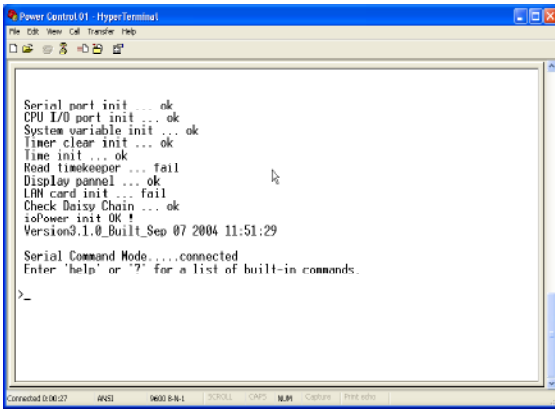 Power Control 01 - HyperTerminal
File Edit View Call Transfer Help
Serial port init ... ok
CPU I/O port init ... ok
System variable init ... ok
Timer clear init ... ok
Time init ... ok
Read timekeeper ... fail
Display pannel ... ok
LAN card init ... fail
Check Daisy Chain ... ok
ioPower init OK !
Version3.1.0_Built_Sep 07 2004 11:51:29
Serial Command Mode.....connected
Enter 'help' or '?' for a list of built-in commands.
>_
Connected 0:00:27 ANSI 9600 8-N-1 SCROLL CAPS NUM Capture Print echo